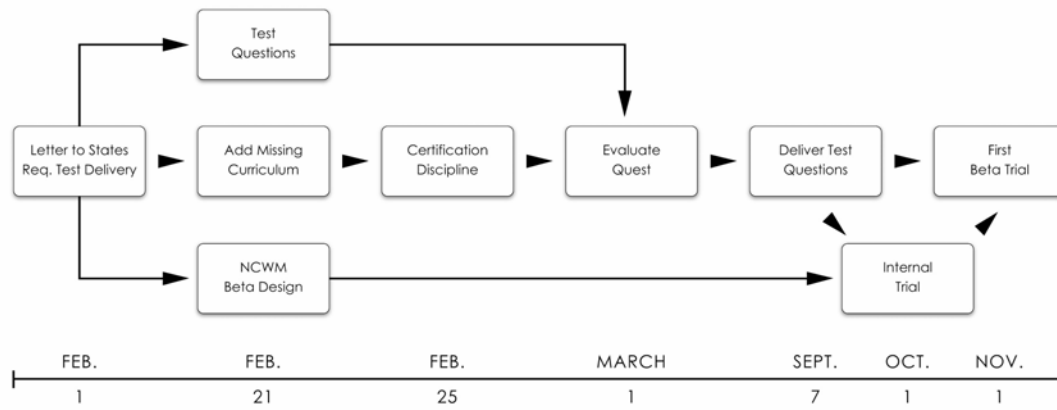 Test
Questions
Letter to States
Req. Test Delivery
Add Missing
Curriculum
Certification
Discipline
Evaluate
Quest
Deliver Test
Questions
First
Beta Trial
NCWM
Beta Design
Internal
Trial
FEB. FEB. FEB. MARCH SEPT. OCT. NOV.
1 21 25 1 7 1 1